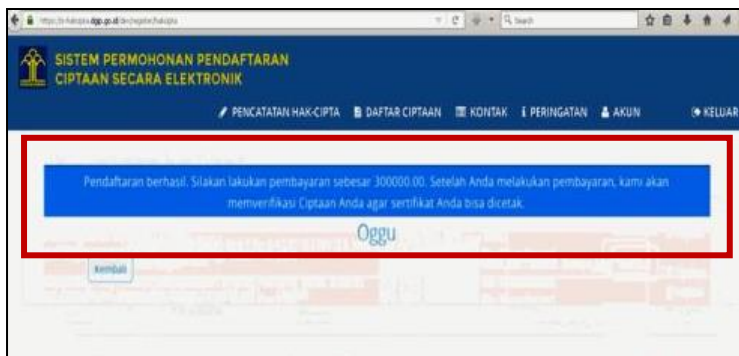 Search
SISTEM PERMOHONAN PENDAFTARAN
CIPTAAN SECARA ELEKTRONIK
PENCATATAN HAK-CIPTA DAFTAR CIPTAAN KONTAK PERINGATAN AKUN KELUAR
Pendaftaran berhasil. Silakan lakukan pembayaran sebesar 300000.00. Setelah Anda melakukan pembayaran, kami akan
memverifikasi Ciptaan Anda agar sertifikat Anda bisa dicetak.
Oggu
Kembali